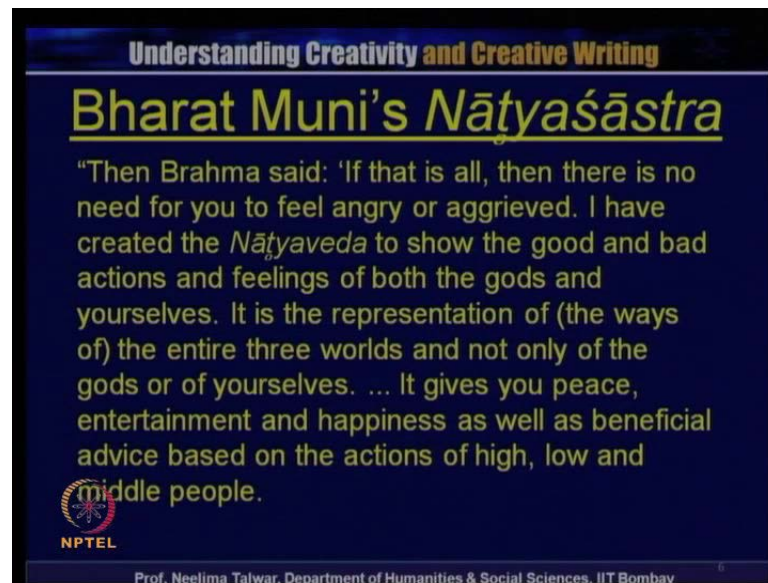 Understanding Creativity and Creative Writing
Bharat Muni's Nāṭyaśāstra
“Then Brahma said: ‘If that is all, then there is no
need for you to feel angry or aggrieved. I have
created the Nāṭyaveda to show the good and bad
actions and feelings of both the gods and
yourselves. It is the representation of (the ways
of) the entire three worlds and not only of the
gods or of yourselves. ... It gives you peace,
entertainment and happiness as well as beneficial
advice based on the actions of high, low and
middle people.
NPTEL
6
Prof. Neelima Talwar, Department of Humanities & Social Sciences, IIT Bombay